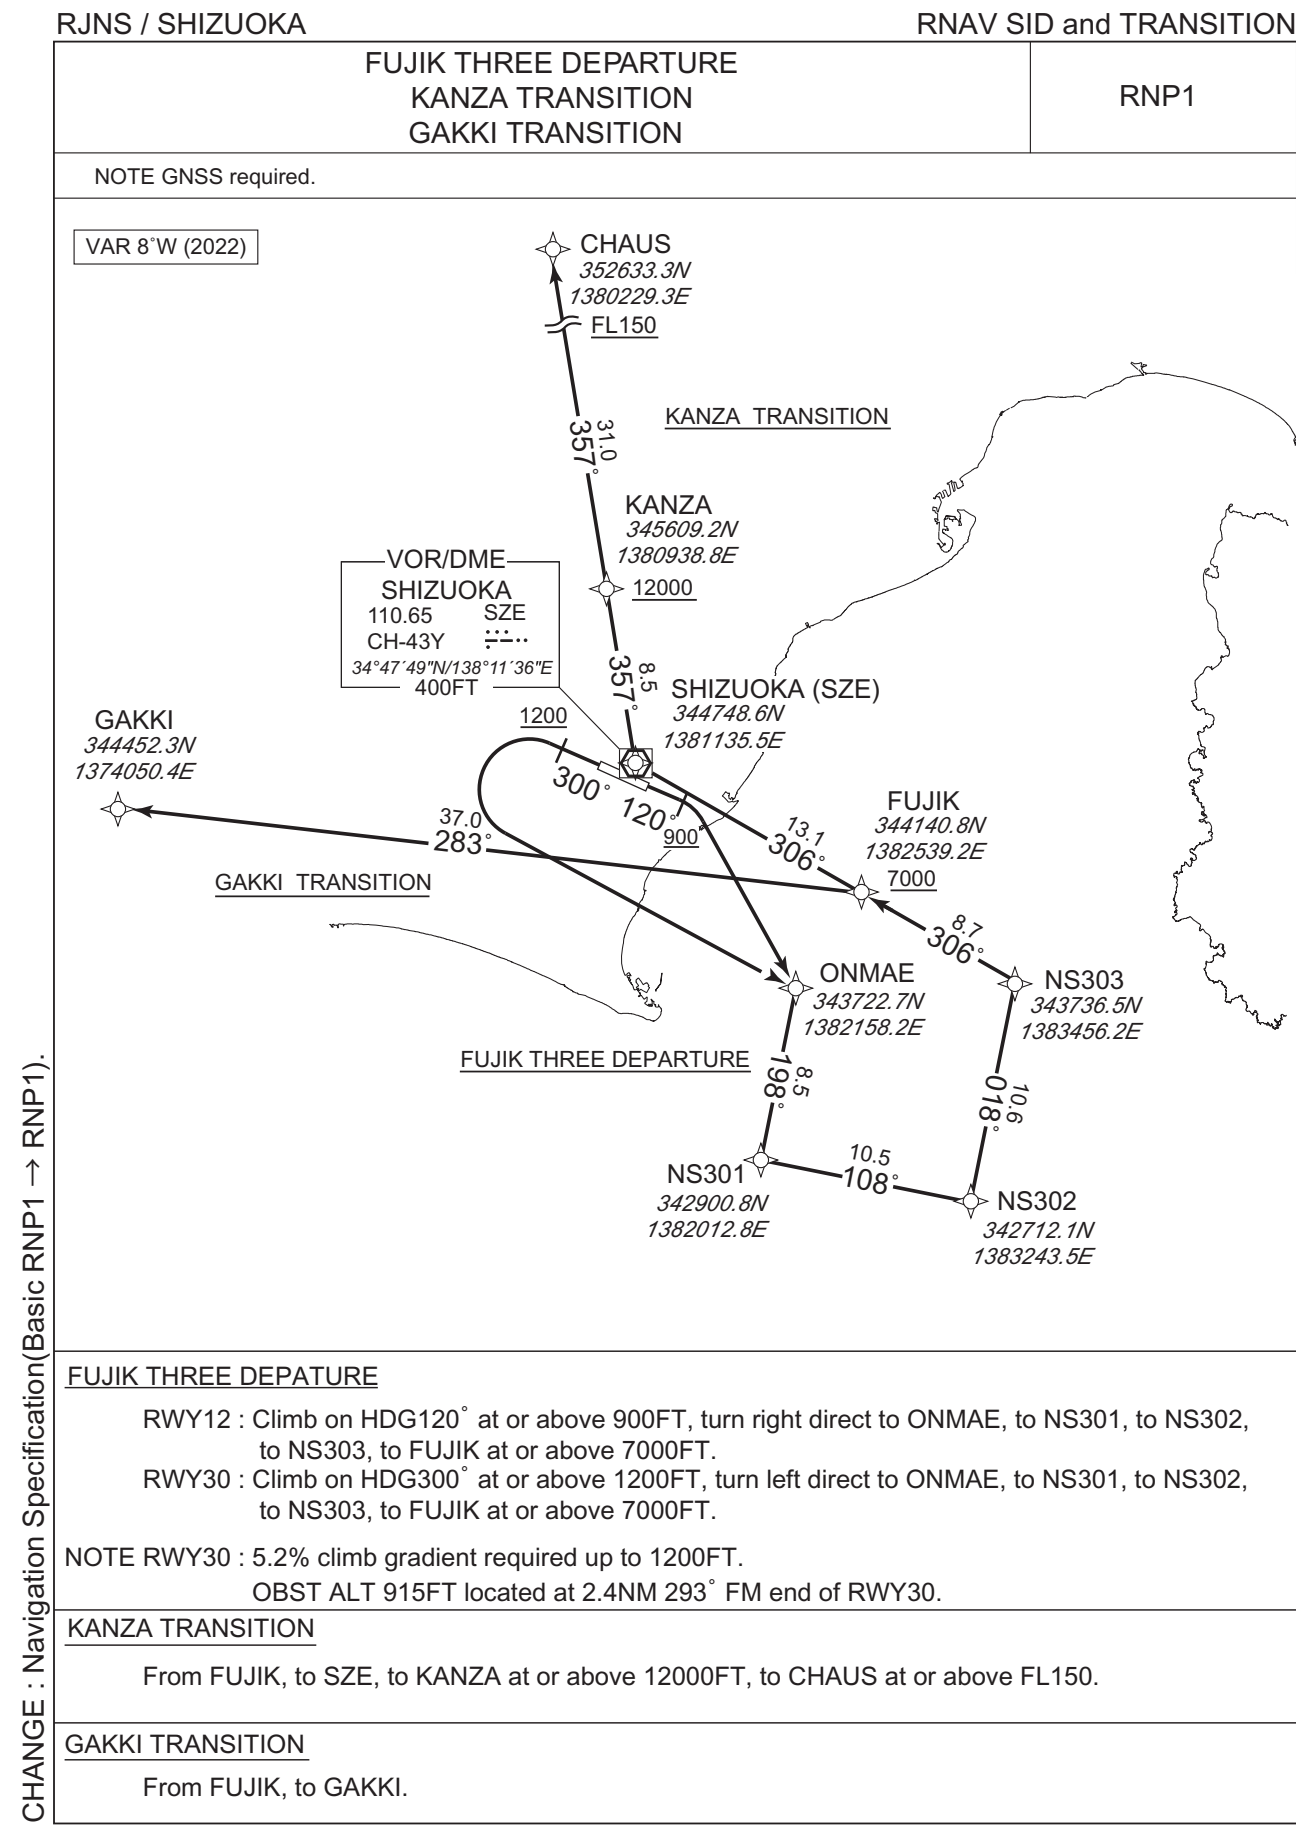 RJNS / SHIZUOKA
RNAV SID and TRANSITION
FUJIK THREE DEPARTURE
KANZA TRANSITION
GAKKI TRANSITION
RNP1
NOTE GNSS required.
VAR 8°W (2022)
CHAUS
352633.3N
1380229.3E
FL150
KANZA TRANSITION
31.0
357°
KANZA
345609.2N
1380938.8E
12000
VOR/DME
SHIZUOKA
110.65 SZE
CH-43Y
34°47´49"N/138°11´36"E
400FT
8.5
357°
SHIZUOKA (SZE)
344748.6N
1381135.5E
1200
GAKKI
344452.3N
1374050.4E
300°
120°
900
37.0
283°
GAKKI TRANSITION
13.1
306°
FUJIK
344140.8N
1382539.2E
7000
8.7
306°
ONMAE
343722.7N
1382158.2E
NS303
343736.5N
1383456.2E
FUJIK THREE DEPARTURE
8.5
198°
10.6
018°
10.5
108°
NS301
342900.8N
1382012.8E
NS302
342712.1N
1383243.5E
FUJIK THREE DEPATURE
RWY12 : Climb on HDG120° at or above 900FT, turn right direct to ONMAE, to NS301, to NS302,
to NS303, to FUJIK at or above 7000FT.
RWY30 : Climb on HDG300° at or above 1200FT, turn left direct to ONMAE, to NS301, to NS302,
to NS303, to FUJIK at or above 7000FT.
NOTE RWY30 : 5.2% climb gradient required up to 1200FT.
OBST ALT 915FT located at 2.4NM 293° FM end of RWY30.
KANZA TRANSITION
From FUJIK, to SZE, to KANZA at or above 12000FT, to CHAUS at or above FL150.
GAKKI TRANSITION
From FUJIK, to GAKKI.
CHANGE : Navigation Specification(Basic RNP1 → RNP1).